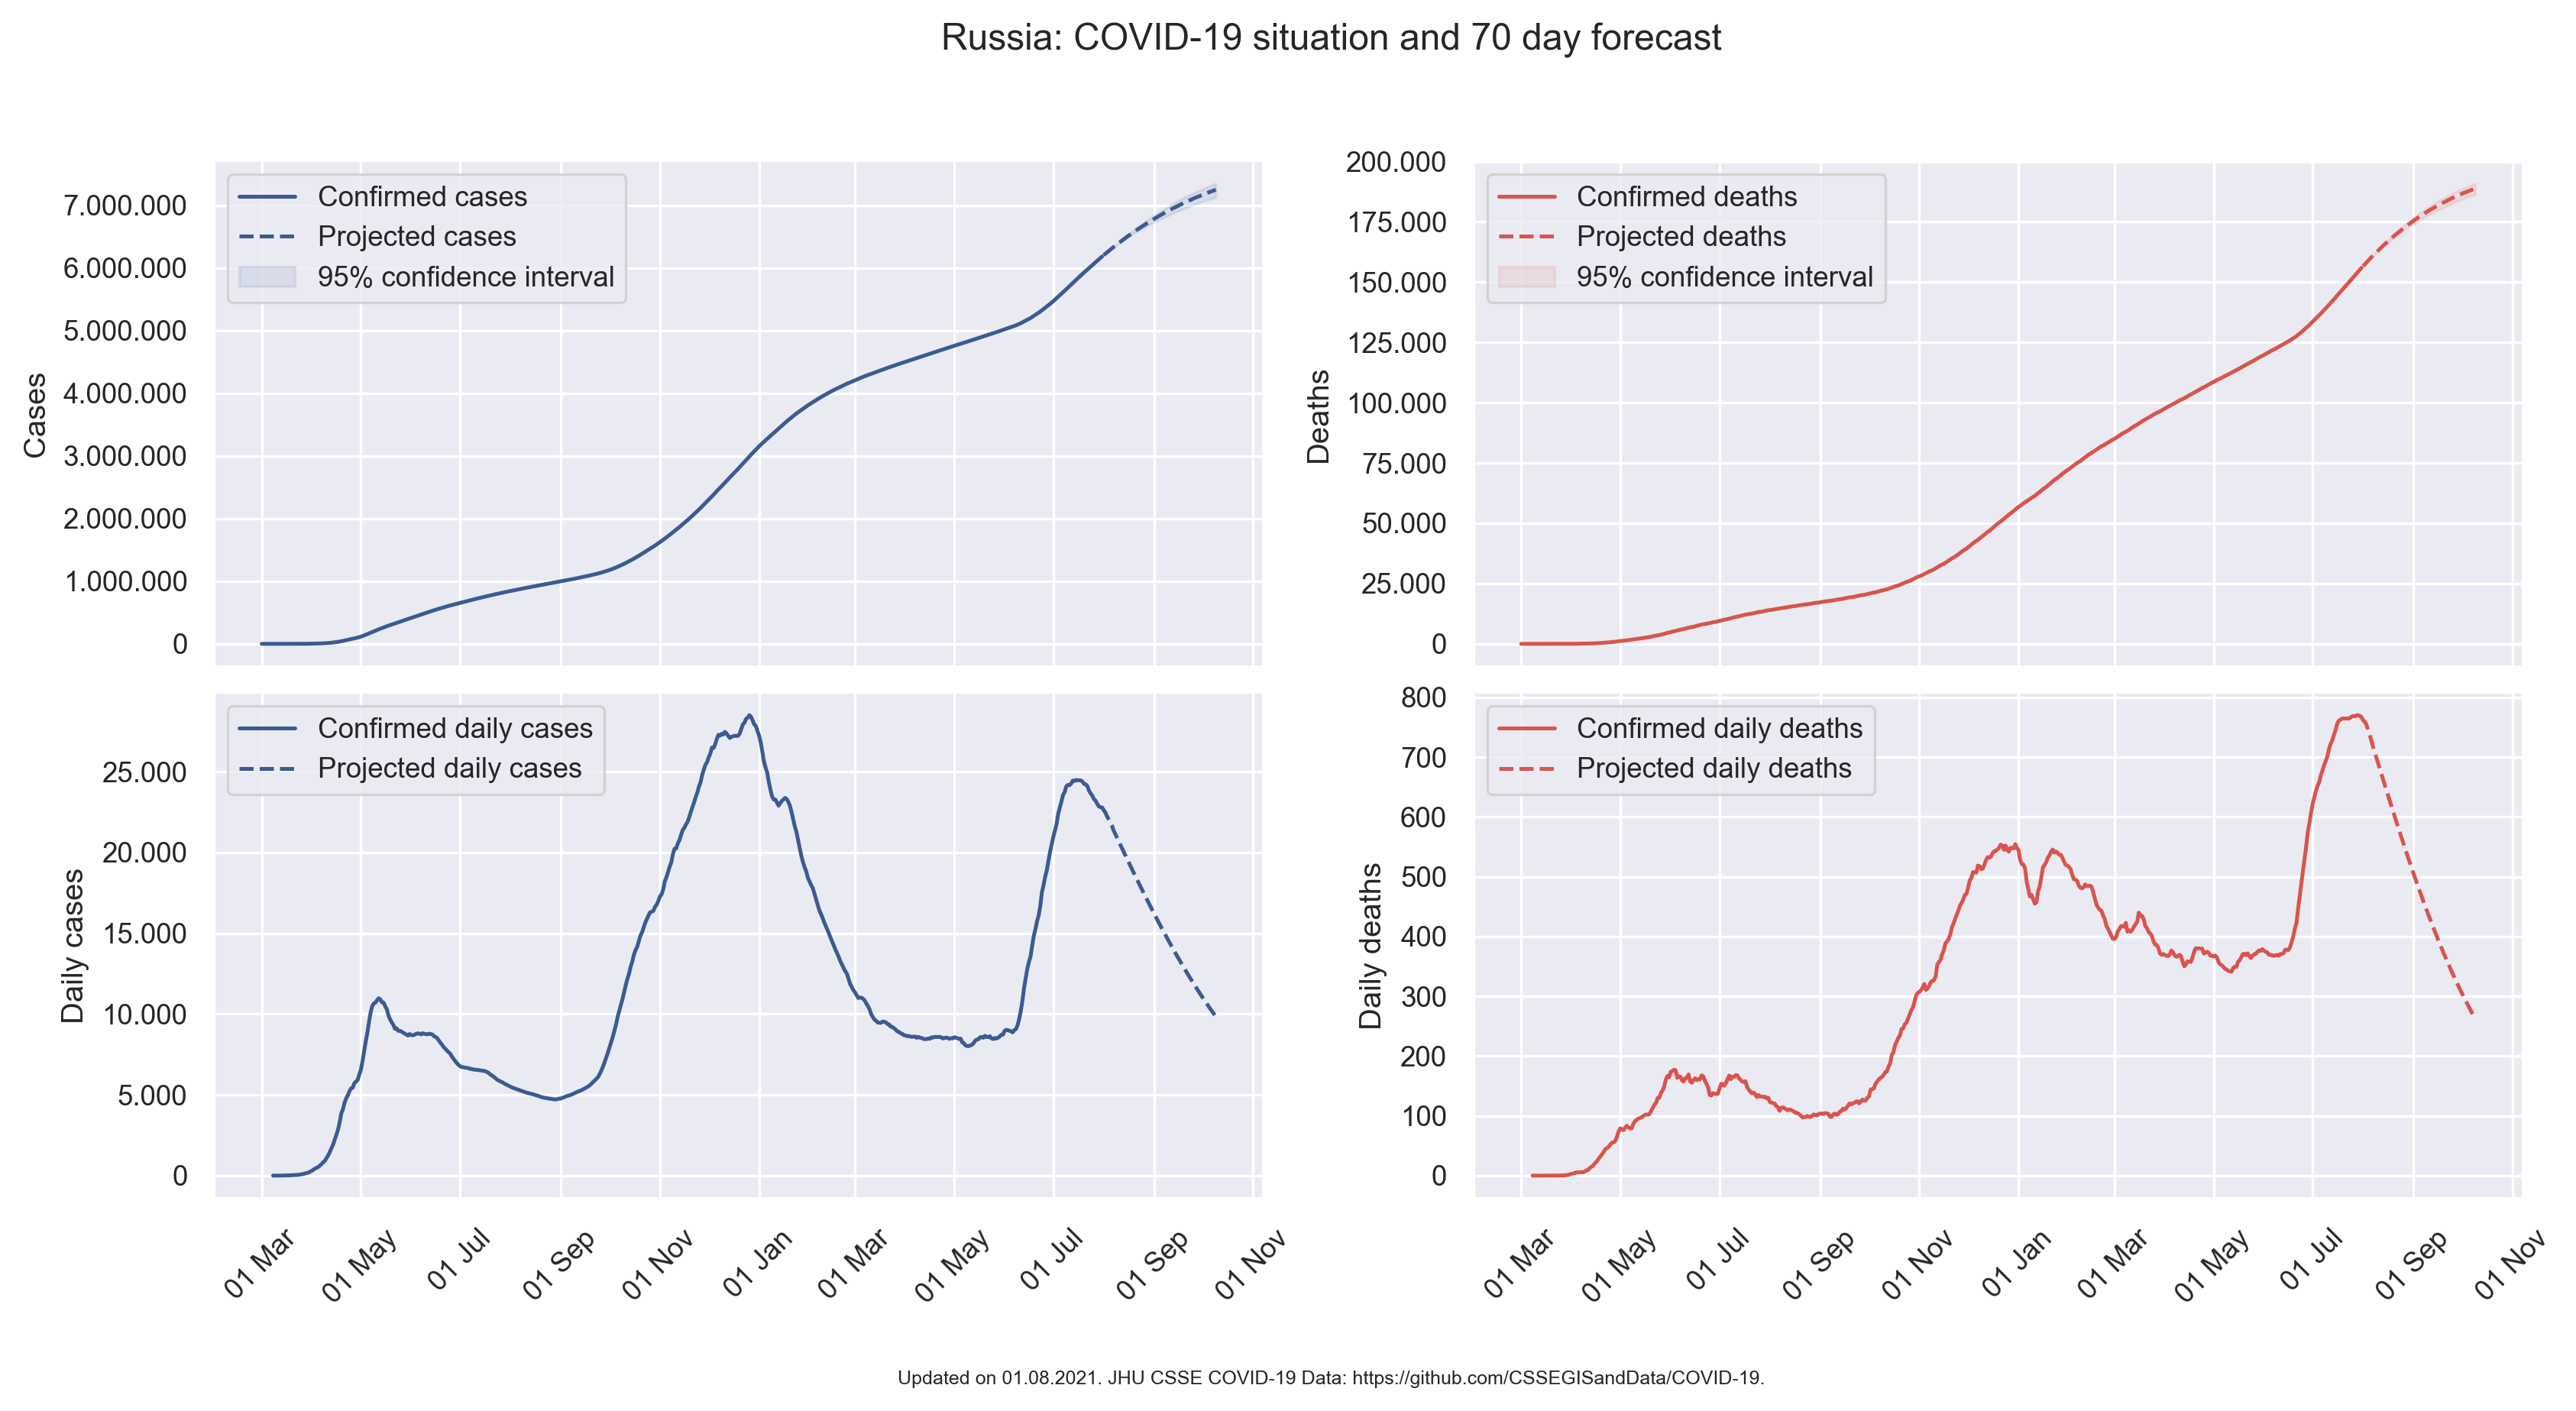 Russia: COVID-19 situation and 70 day forecast
Confirmed cases
Projected cases
95% confidence interval
7.000.000
6.000.000
5.000.000
4.000.000
3.000.000
2.000.000
1.000.000
0
Cases
Confirmed deaths
Projected deaths
95% confidence interval
200.000
175.000
150.000
125.000
100.000
75.000
50.000
25.000
0
Deaths
Confirmed daily cases
Projected daily cases
25.000
20.000
15.000
10.000
5.000
0
Daily cases
01 Mar
01 May
01 Jul
01 Sep
01 Nov
01 Jan
01 Mar
01 May
01 Jul
01 Sep
01 Nov
Confirmed daily deaths
Projected daily deaths
800
700
600
500
400
300
200
100
0
Daily deaths
01 Mar
01 May
01 Jul
01 Sep
01 Nov
01 Jan
01 Mar
01 May
01 Jul
01 Sep
01 Nov
Updated on 01.08.2021. JHU CSSE COVID-19 Data: https://github.com/CSSEGISandData/COVID-19.